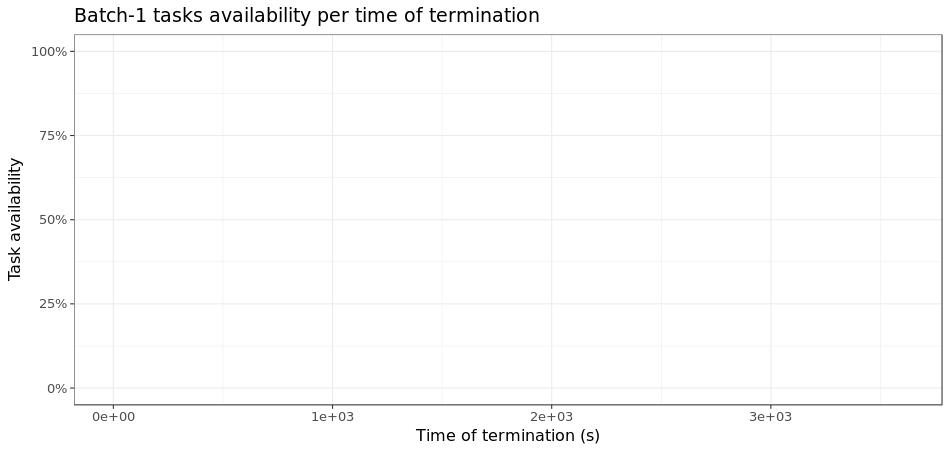 Batch-1 tasks availability per time of termination
100%
75%
50%
25%
0%
Task availability
0e+00 1e+03 2e+03 3e+03
Time of termination (s)